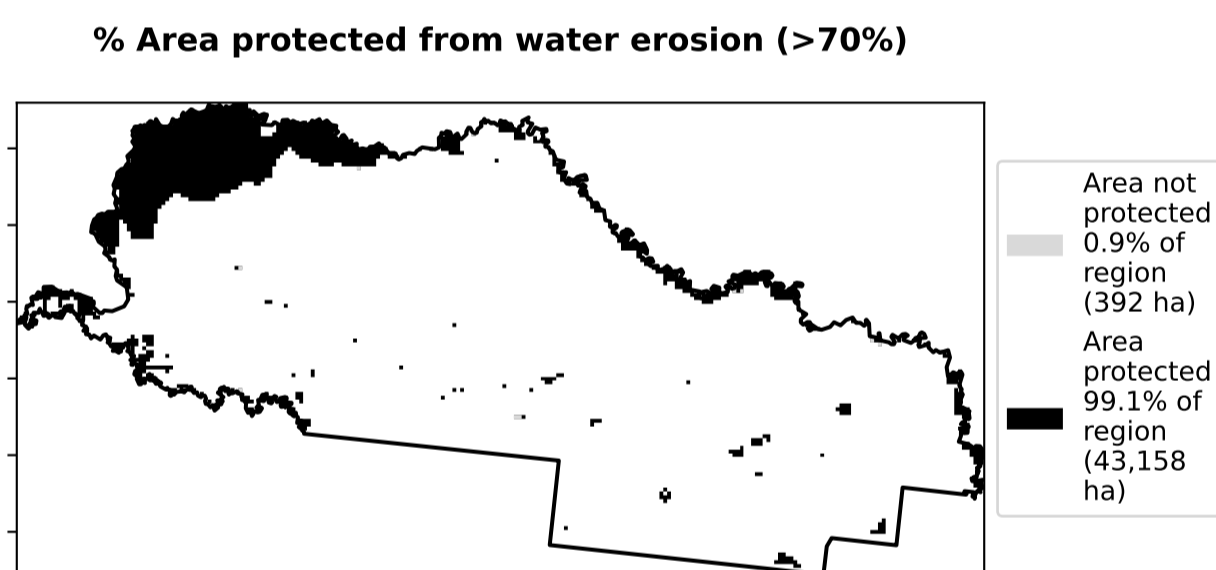 % Area protected from water erosion (>70%)
Area not
protected
0.9% of
region
(392 ha)
Area
protected
99.1% of
region
(43,158
ha)